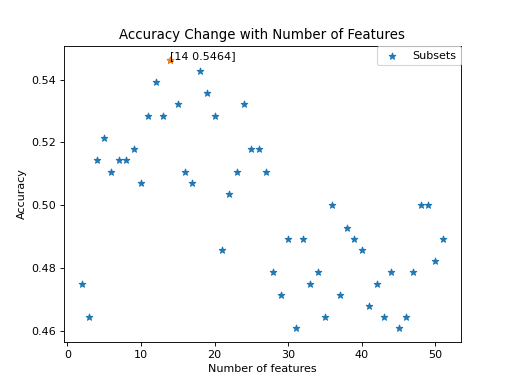 Accuracy Change with Number of Features
[14 0.5464]
Subsets
0.54
0.52
0.50
0.48
0.46
Accuracy
0 10 20 30 40 50
Number of features